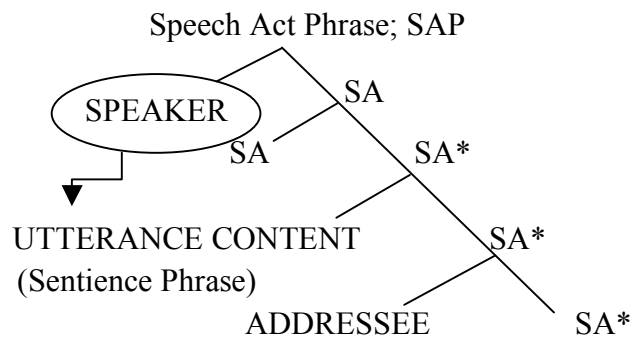 Speech Act Phrase; SAP
SPEAKER
SA
SA
SA*
UTTERANCE CONTENT
(Sentience Phrase)
SA*
ADDRESSEE
SA*